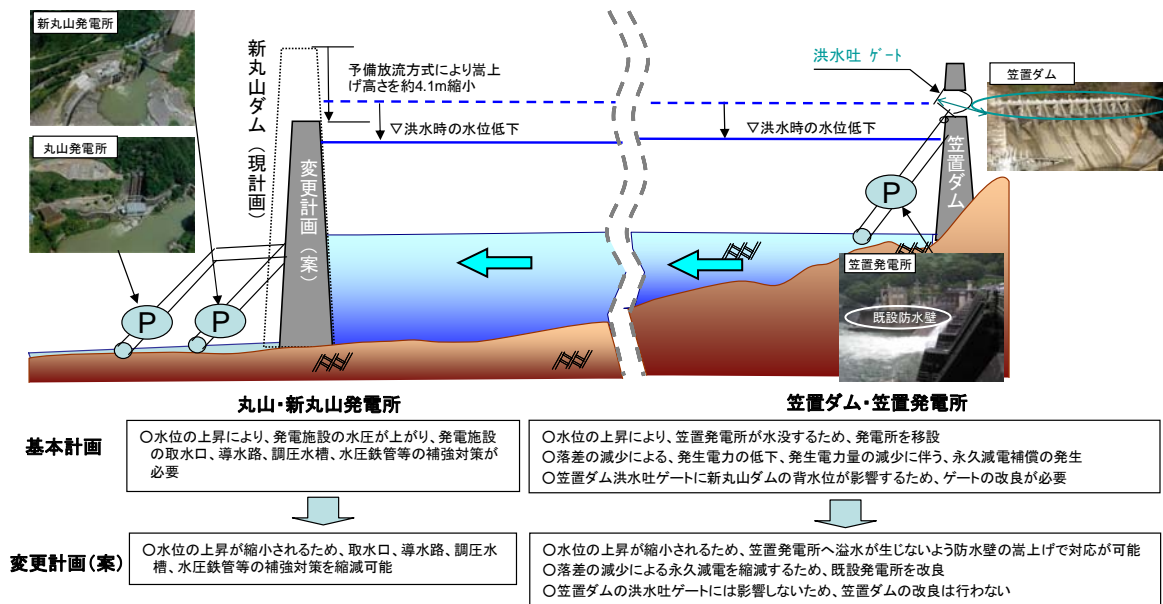 新丸山発電所
丸山発電所
新丸山ダム（現計画）
予備放流方式により嵩上
げ高さを約4.1m縮小
▽洪水時の水位低下
▽洪水時の水位低下
洪水吐 ｹﾞｰﾄ
笠置ダム
変更計画（案）
笠置ダム
P
P
P
笠置発電所
既設防水壁
丸山・新丸山発電所
笠置ダム・笠置発電所
基本計画
○水位の上昇により、発電施設の水圧が上がり、発電施設
の取水口、導水路、調圧水槽、水圧鉄管等の補強対策が
必要
○水位の上昇により、笠置発電所が水没するため、発電所を移設
○落差の減少による、発生電力の低下、発生電力量の減少に伴う、永久減電補償の発生
○笠置ダム洪水吐ゲートに新丸山ダムの背水位が影響するため、ゲートの改良が必要
変更計画（案）
○水位の上昇が縮小されるため、取水口、導水路、調圧水
槽、水圧鉄管等の補強対策を縮減可能
○水位の上昇が縮小されるため、笠置発電所へ溢水が生じないよう防水壁の嵩上げで対応が可能
○落差の減少による永久減電を縮減するため、既設発電所を改良
○笠置ダムの洪水吐ゲートには影響しないため、笠置ダムの改良は行わない